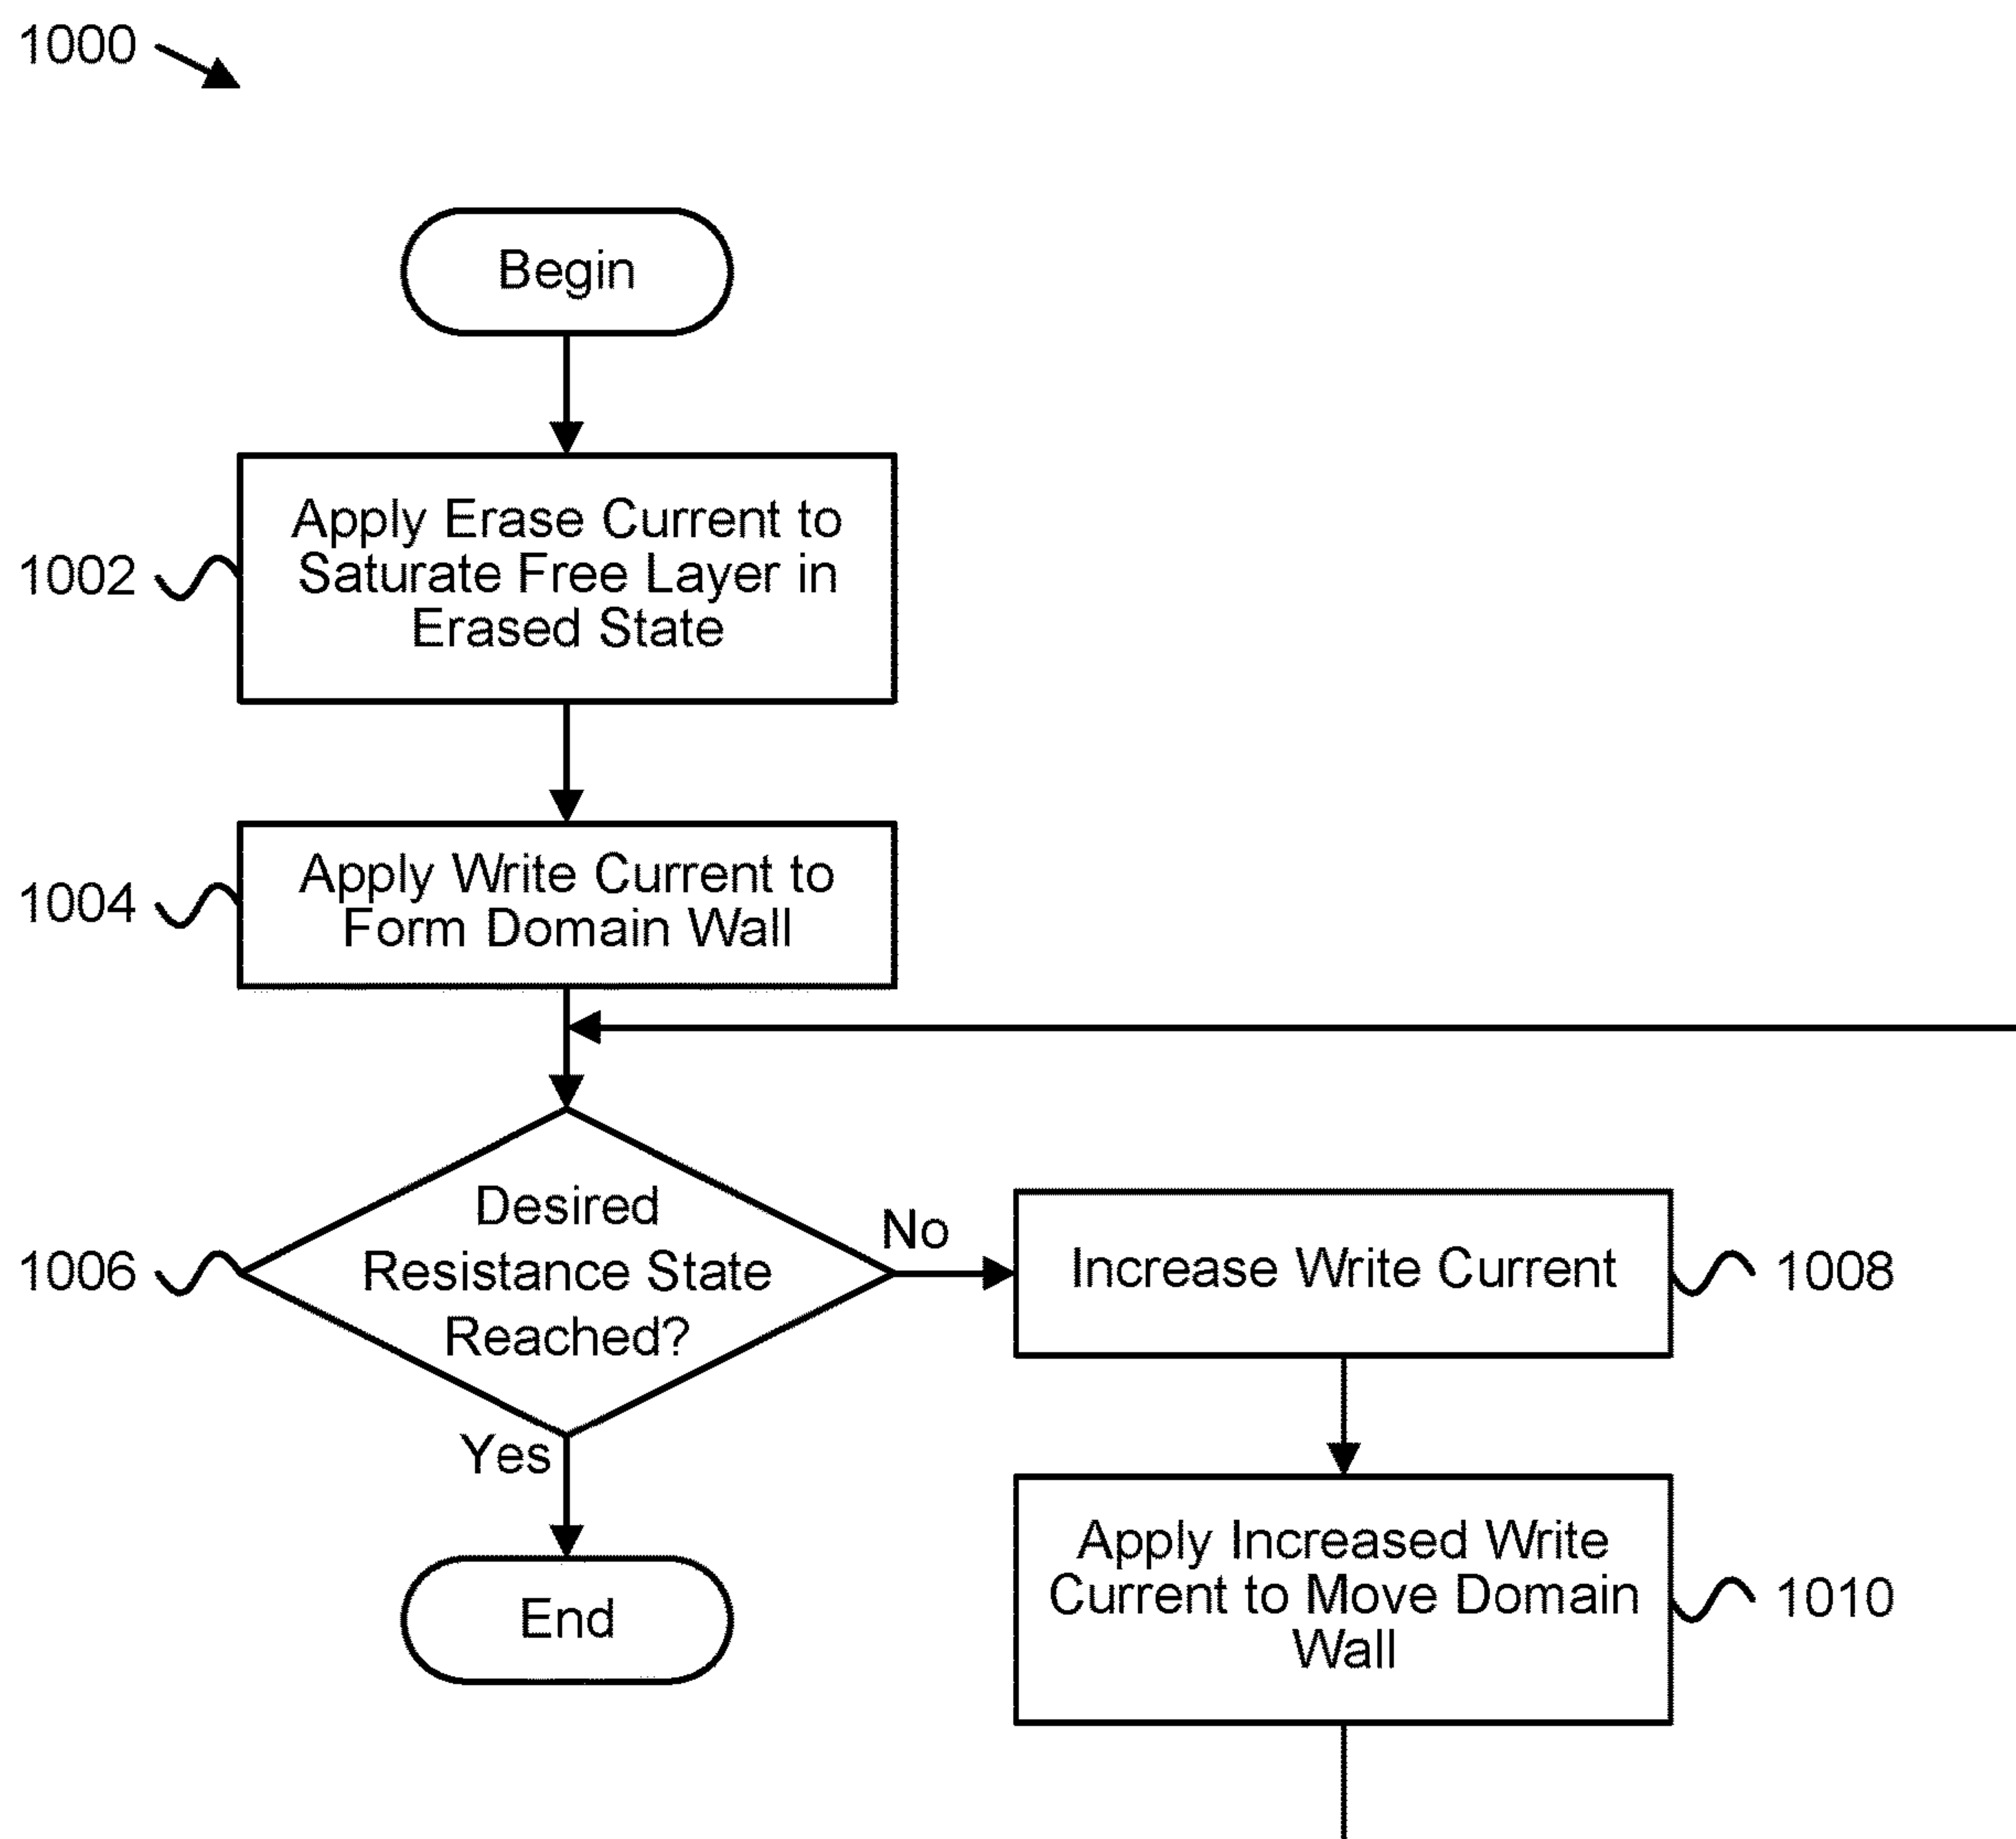 1000
Begin
Apply Erase Current to
Saturate Free Layer in
Erased State
1002
Apply Write Current to
Form Domain Wall
1004
Desired
Resistance State
Reached?
1006
No
Increase Write Current
1008
Yes
Apply Increased Write
Current to Move Domain
Wall
1010
End